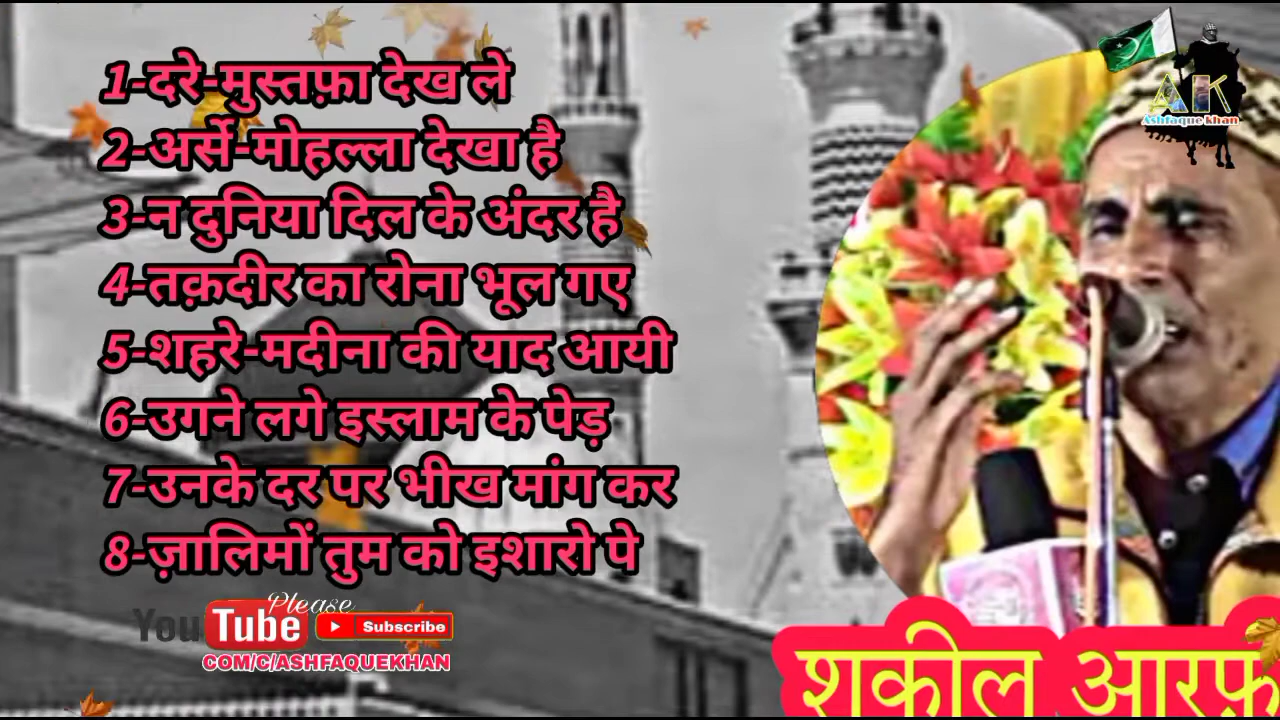 1-दरे-मुस्तफ़ा देख ले
2-अर्से-मोहल्ला देखा है
3-न दुनिया दिल के अंदर है
4-तक़दीर का रोना भूल गए
5-शहरे-मदीना की याद आयी
6-उगने लगे इस्लाम के पेड़
7-उनके दर पर भीख मांग कर
8-ज़ालिमों तुम को इशारो पे
Please
YouTube Subscribe
COM/C/ASHFAQUEKHAN
AK
Ashfaque khan
शकील आरफ़